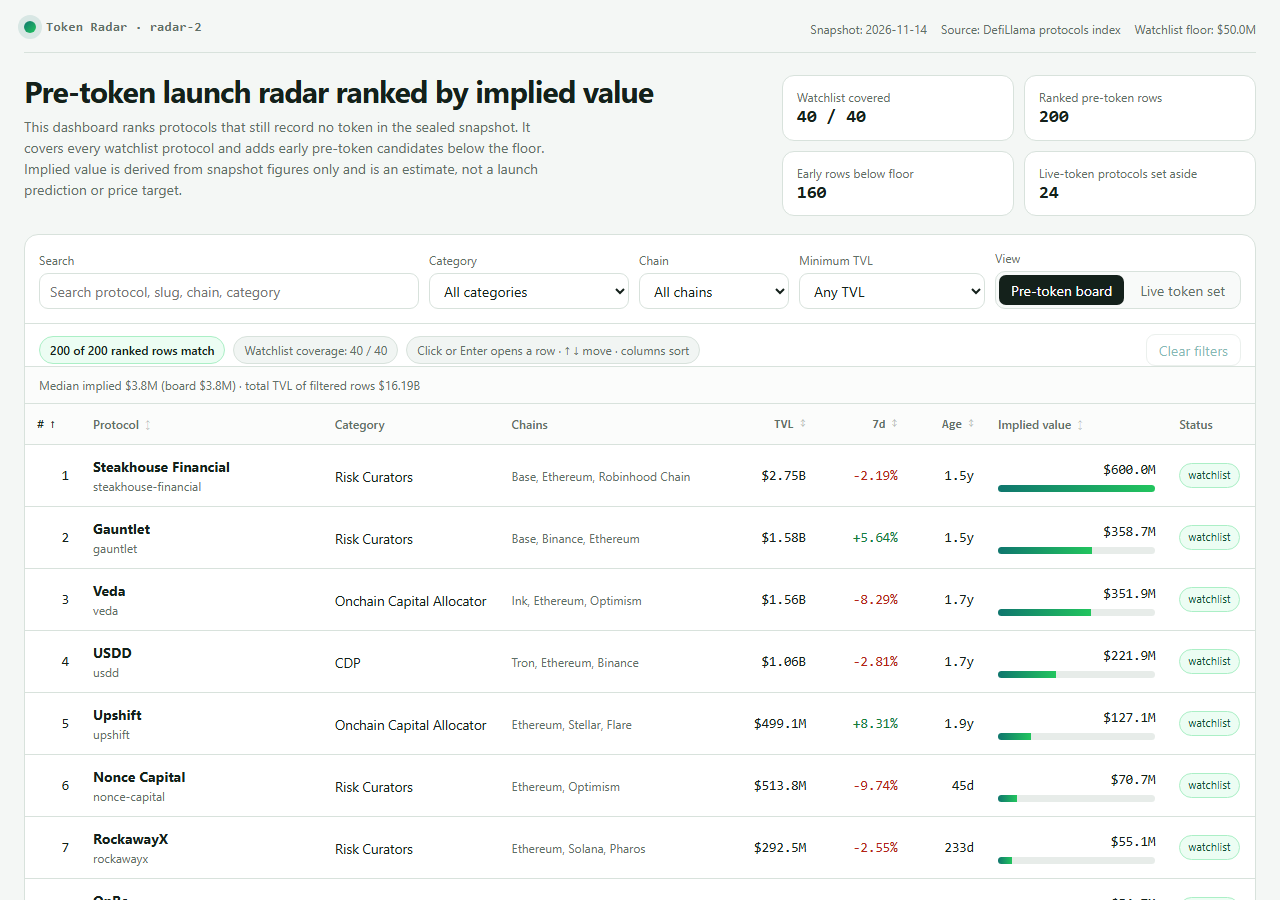 Token Radar · radar-2
Snapshot: 2026-11-14 Source: DefiLlama protocols index Watchlist floor: $50.0M
Pre-token launch radar ranked by implied value
This dashboard ranks protocols that still record no token in the sealed snapshot. It
covers every watchlist protocol and adds early pre-token candidates below the floor.
Implied value is derived from snapshot figures only and is an estimate, not a launch
prediction or price target.
Watchlist covered
40 / 40
Ranked pre-token rows
200
Early rows below floor
160
Live-token protocols set aside
24
Search
Search protocol, slug, chain, category
Category
All categories
Chain
All chains
Minimum TVL
Any TVL
View
Pre-token board Live token set
200 of 200 ranked rows match Watchlist coverage: 40 / 40 Click or Enter opens a row · ↑ ↓ move · columns sort Clear filters
Median implied $3.8M (board $3.8M) · total TVL of filtered rows $16.19B
# ↑ Protocol ↕ Category Chains TVL ↕ 7d ↕ Age ↕ Implied value ↕ Status
1 Steakhouse Financial Risk Curators Base, Ethereum, Robinhood Chain $2.75B -2.19% 1.5y $600.0M watchlist
steakhouse-financial
2 Gauntlet Risk Curators Base, Binance, Ethereum $1.58B +5.64% 1.5y $358.7M watchlist
gauntlet
3 Veda Onchain Capital Allocator Ink, Ethereum, Optimism $1.56B -8.29% 1.7y $351.9M watchlist
veda
4 USDD CDP Tron, Ethereum, Binance $1.06B -2.81% 1.7y $221.9M watchlist
usdd
5 Upshift Onchain Capital Allocator Ethereum, Stellar, Flare $499.1M +8.31% 1.9y $127.1M watchlist
upshift
6 Nonce Capital Risk Curators Ethereum, Optimism $513.8M -9.74% 45d $70.7M watchlist
nonce-capital
7 RockawayX Risk Curators Ethereum, Solana, Pharos $292.5M -2.55% 233d $55.1M watchlist
rockawayx